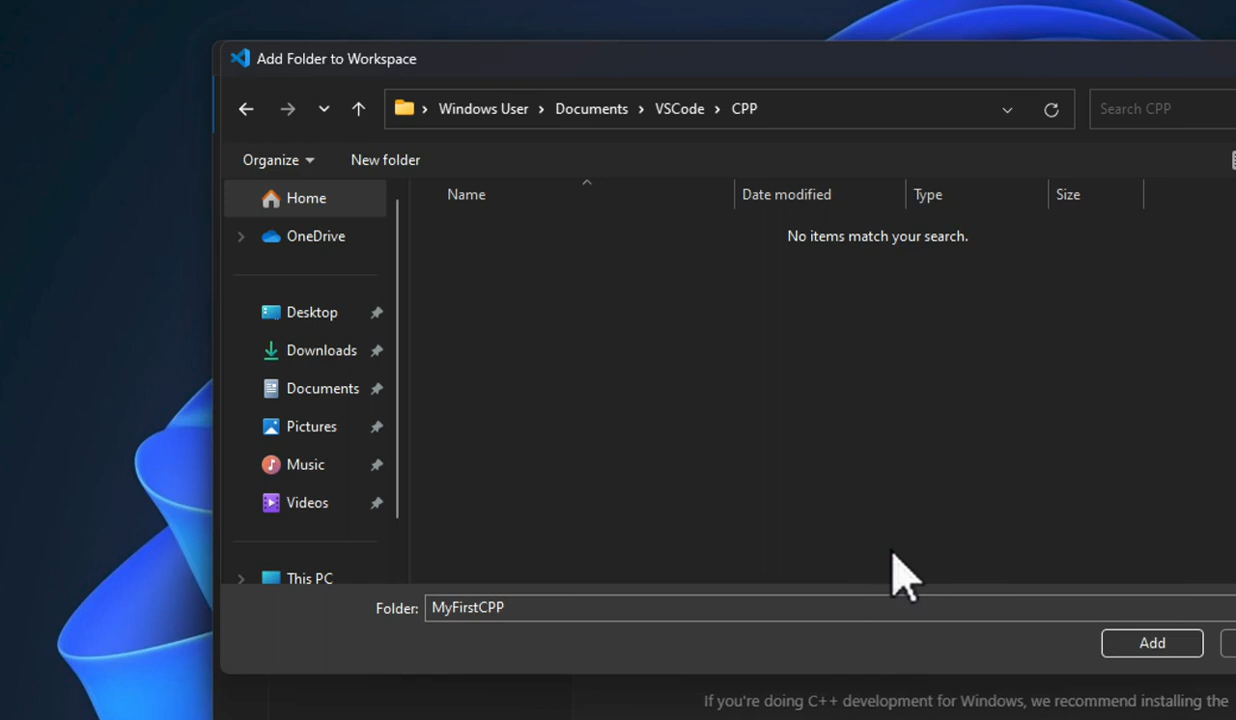 Add Folder to Workspace
Windows User > Documents > VSCode > CPP
Search CPP
Organize New folder
Name Date modified Type Size
Home
No items match your search.
OneDrive
Desktop
Downloads
Documents
Pictures
Music
Videos
This PC
Folder: MyFirstCPP
Add
If you're doing C++ development for Windows, we recommend installing the